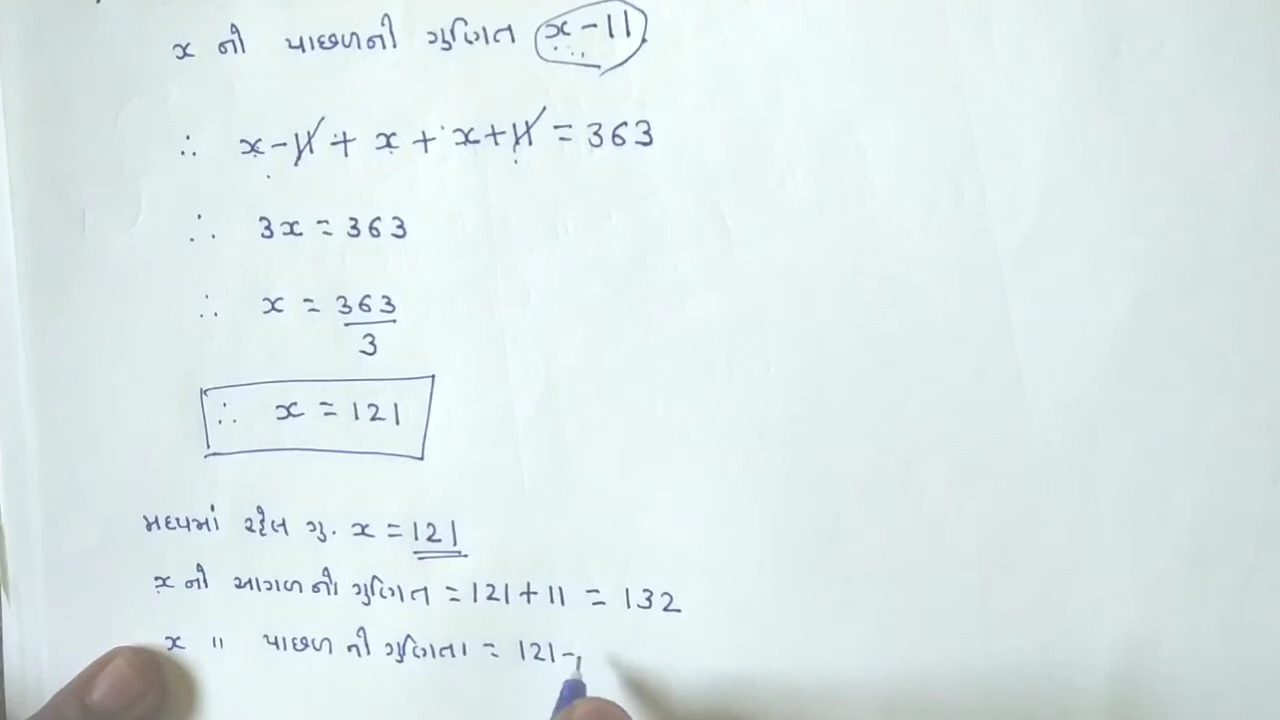 x ની પાછળની ગુણિત x-11
∴ x-11 + x + x+11 = 363
∴ 3x = 363
∴ x = 363/3
∴ x = 121
મધ્યમાં રહેલ ગુ. x = 121
x ની આગળ નો ગુણિત = 121+11 = 132
x " પાછળ ની ગુણિતા = 121-